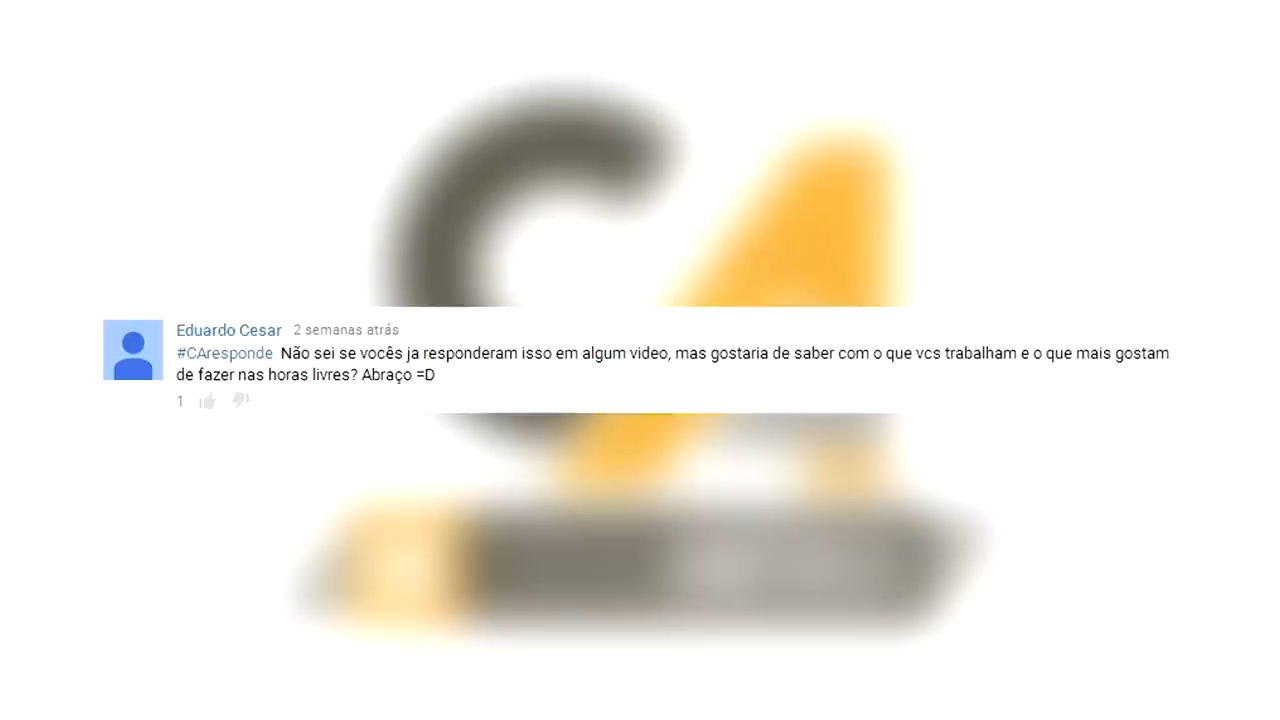 Eduardo Cesar 2 semanas atrás
#CAresponde Não sei se vocês ja responderam isso em algum video, mas gostaria de saber com o que vcs trabalham e o que mais gostam
de fazer nas horas livres? Abraço =D
1